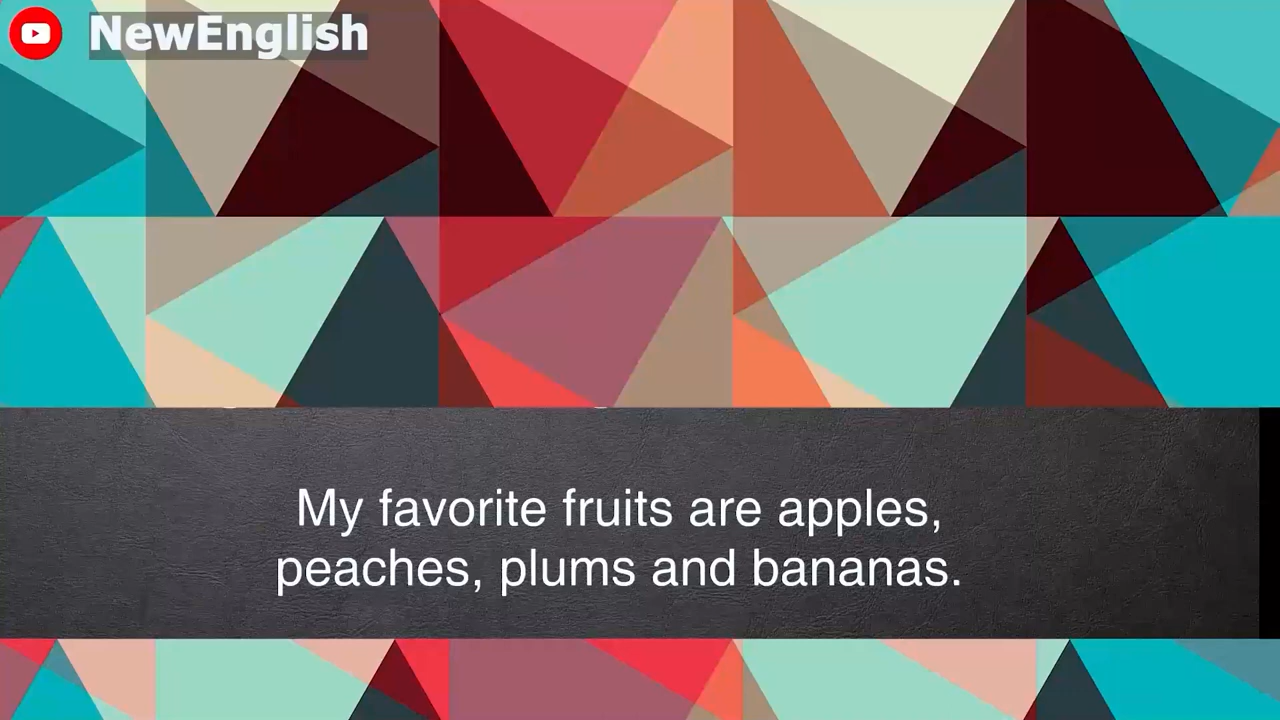 NewEnglish
My favorite fruits are apples,
peaches, plums and bananas.